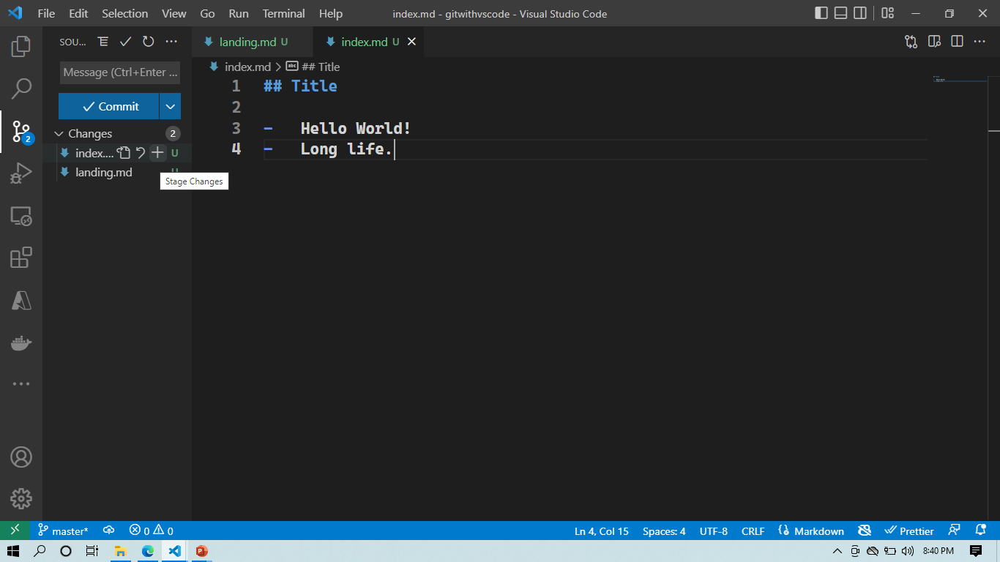 File Edit Selection View Go Run Terminal Help index.md - gitwithvscode - Visual Studio Code
SOU...
landing.md U
index.md U
Message (Ctrl+Enter ...
index.md > ## Title
Commit
Changes 2
index.... U
landing.md U
Stage Changes
2
1 ## Title
2
3 - Hello World!
4 - Long life.
master* 0 0 Ln 4, Col 15 Spaces: 4 UTF-8 CRLF Markdown Prettier
8:40 PM